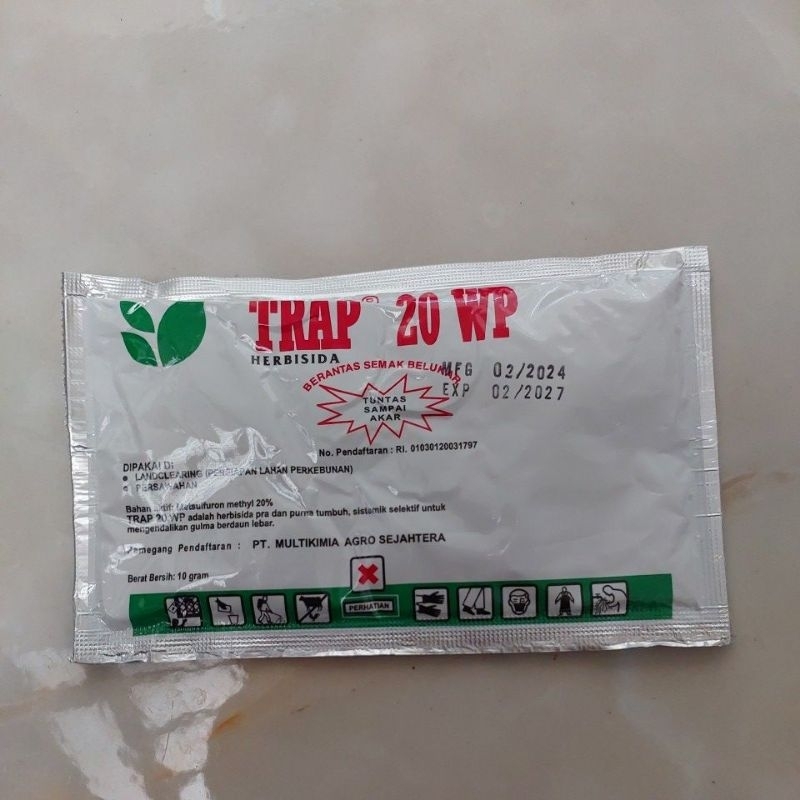 TRAP® 20 WP
HERBISIDA
BERANTAS SEMAK BELUKAR
MFG 02/2024
EXP 02/2027
TUNTAS
SAMPAI
AKAR
No. Pendaftaran : RI. 01030120031797
DIPAKAI DI
● LANDCLEARING (PERSIAPAN LAHAN PERKEBUNAN)
● PERSAWAHAN
Bahan aktif: Metsulfuron methyl 20%
TRAP 20 WP adalah herbisida pra dan purna tumbuh, sistemik selektif untuk
mengendalikan gulma berdaun lebar.
Pemegang Pendaftaran : PT. MULTIKIMIA AGRO SEJAHTERA
Berat Bersih: 10 gram
PERHATIAN